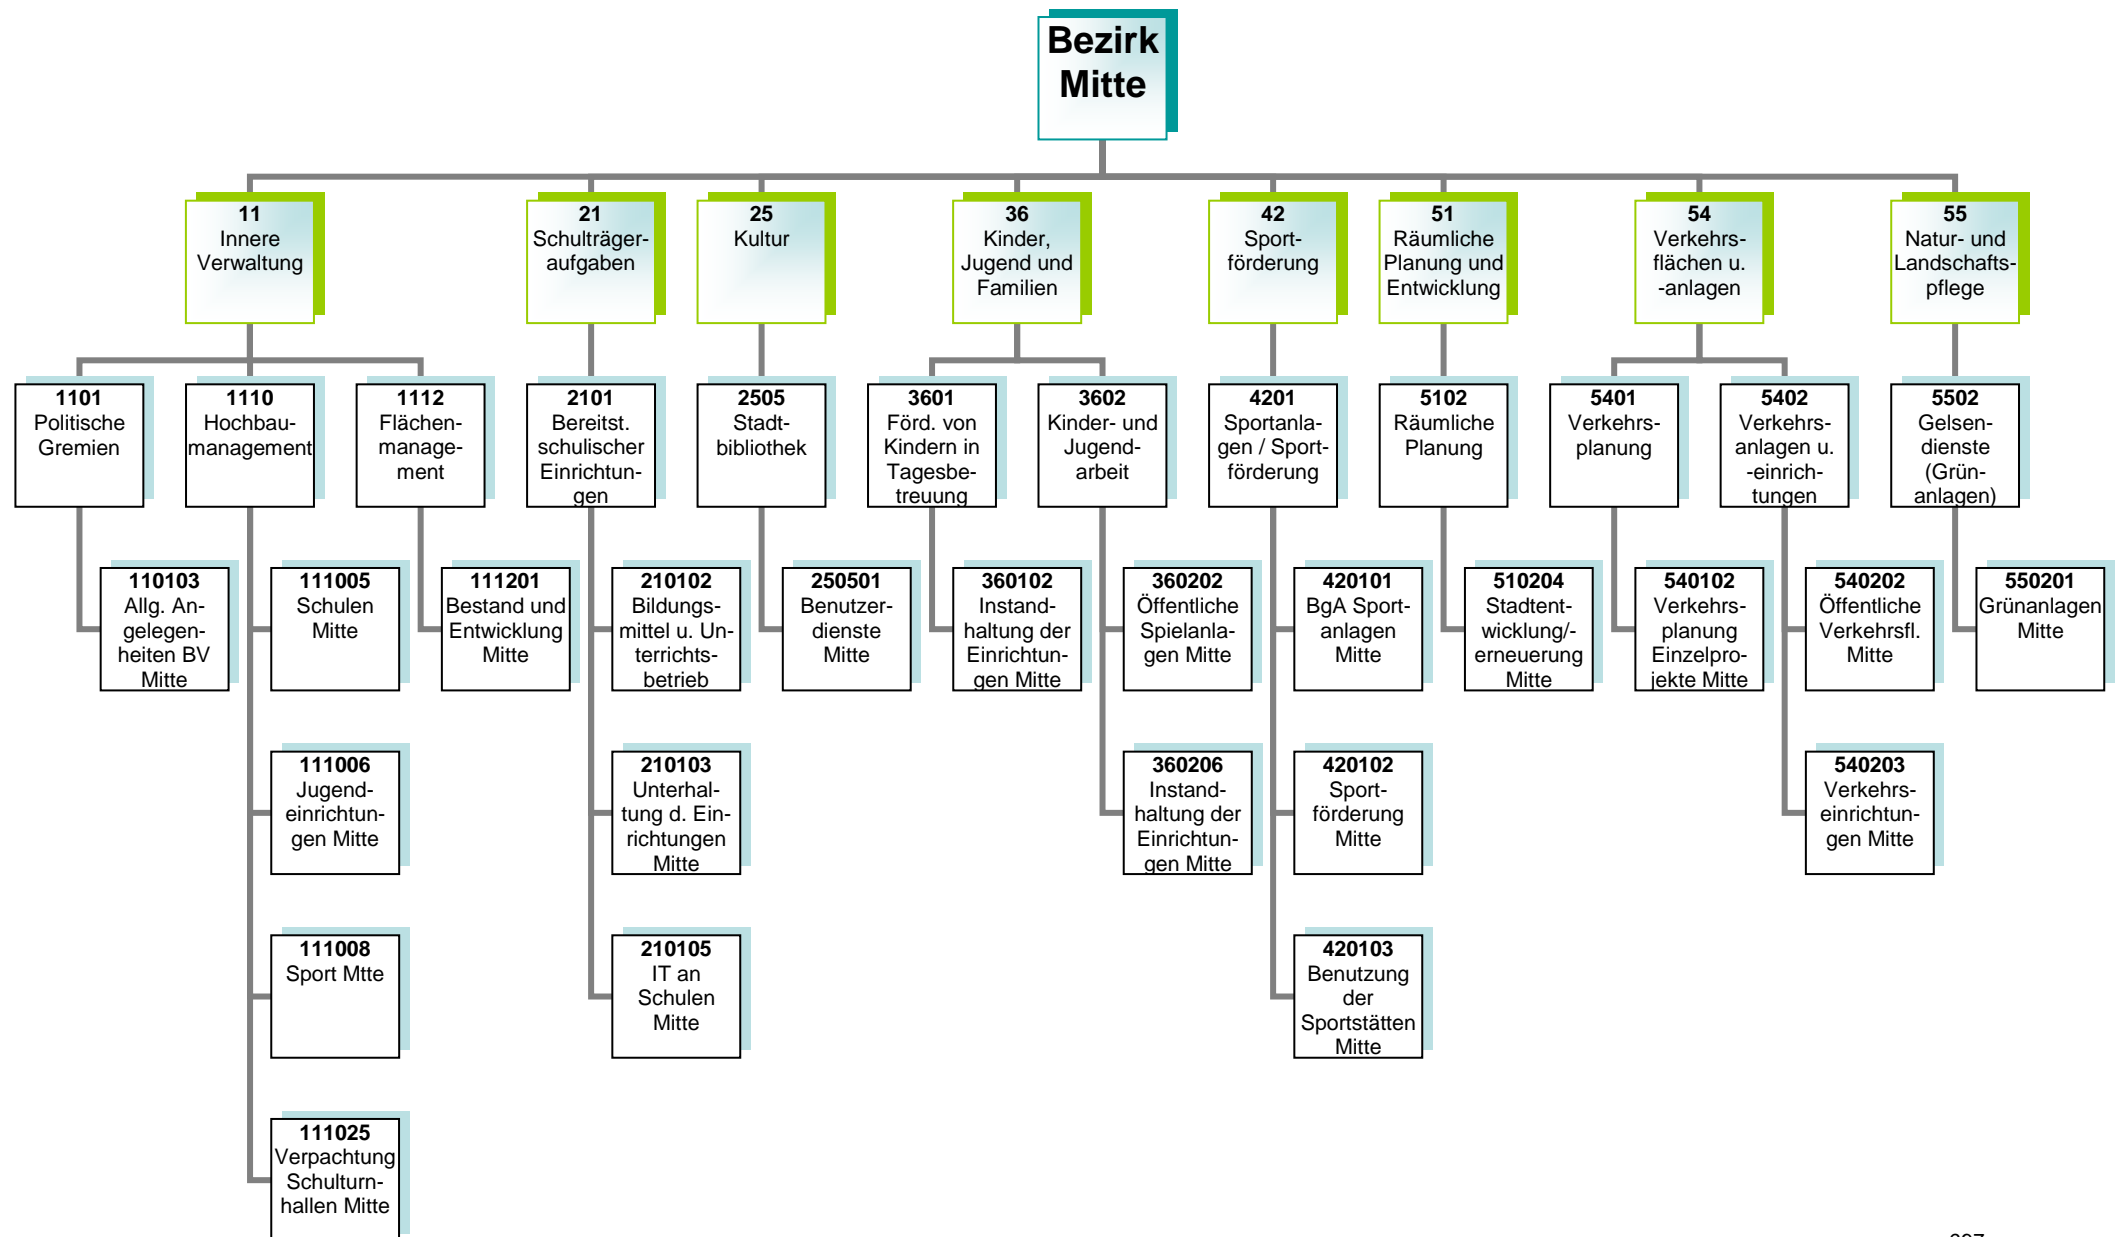 Bezirk
Mitte
11
Innere
Verwaltung
21
Schulträger-
aufgaben
25
Kultur
36
Kinder,
Jugend und
Familien
42
Sport-
förderung
51
Räumliche
Planung und
Entwicklung
54
Verkehrs-
flächen u.
-anlagen
55
Natur- und
Landschafts-
pflege
1101
Politische
Gremien
1110
Hochbau-
management
1112
Flächen-
manage-
ment
2101
Bereitst.
schulischer
Einrichtun-
gen
2505
Stadt-
bibliothek
3601
Förd. von
Kindern in
Tagesbe-
treuung
3602
Kinder- und
Jugend-
arbeit
4201
Sportanla-
gen / Sport-
förderung
5102
Räumliche
Planung
5401
Verkehrs-
planung
5402
Verkehrs-
anlagen u.
-einrich-
tungen
5502
Gelsen-
dienste
(Grün-
anlagen)
110103
Allg. An-
gelegen-
heiten BV
Mitte
111005
Schulen
Mitte
111201
Bestand und
Entwicklung
Mitte
210102
Bildungs-
mittel u. Un-
terrichts-
betrieb
250501
Benutzer-
dienste
Mitte
360102
Instand-
haltung der
Einrichtun-
gen Mitte
360202
Öffentliche
Spielanla-
gen Mitte
420101
BgA Sport-
anlagen
Mitte
510204
Stadtent-
wicklung/-
erneuerung
Mitte
540102
Verkehrs-
planung
Einzelpro-
jekte Mitte
540202
Öffentliche
Verkehrsfl.
Mitte
550201
Grünanlagen
Mitte
111006
Jugend-
einrichtun-
gen Mitte
210103
Unterhal-
tung d. Ein-
richtungen
Mitte
360206
Instand-
haltung der
Einrichtun-
gen Mitte
420102
Sport-
förderung
Mitte
540203
Verkehrs-
einrichtun-
gen Mitte
111008
Sport Mtte
210105
IT an
Schulen
Mitte
420103
Benutzung
der
Sportstätten
Mitte
111025
Verpachtung
Schulturn-
hallen Mitte